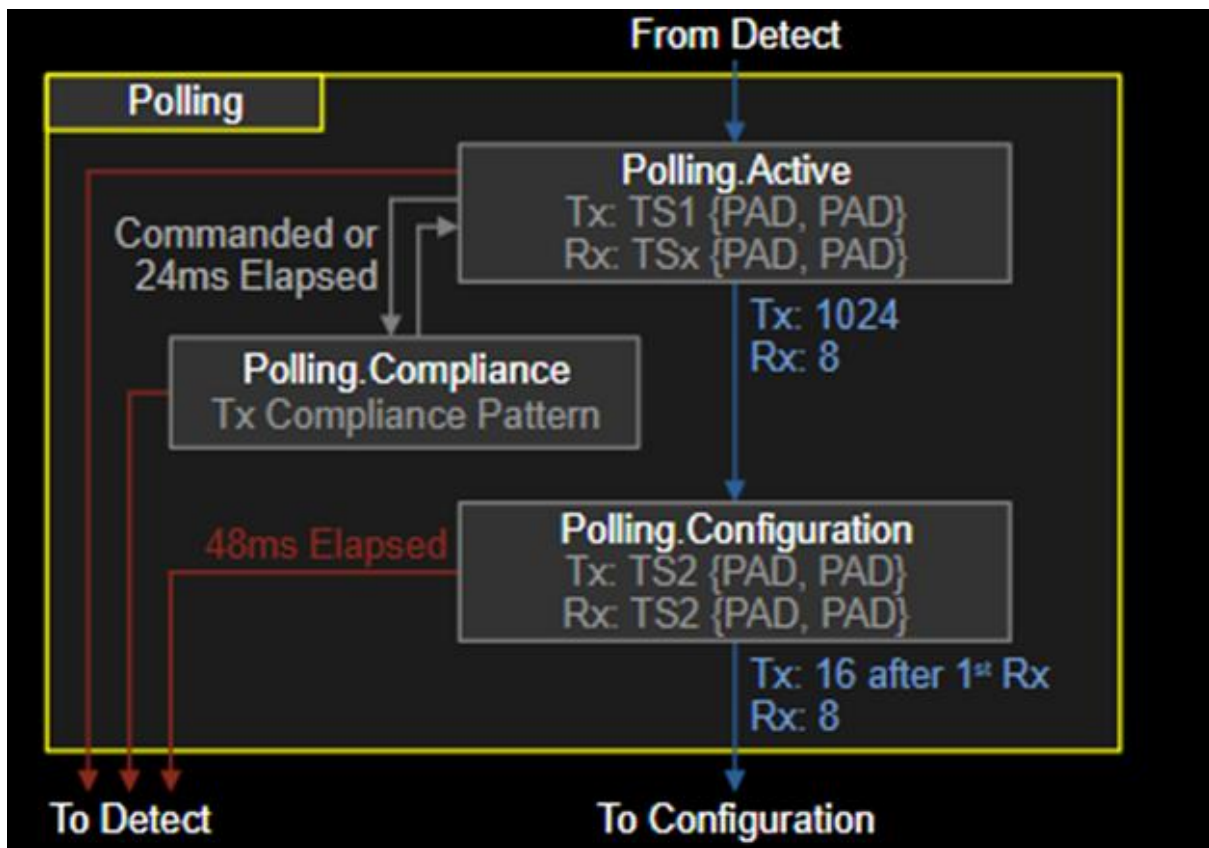 From Detect
Polling
Polling.Active
Tx: TS1 {PAD, PAD}
Rx: TSx {PAD, PAD}
Commanded or
24ms Elapsed
Tx: 1024
Rx: 8
Polling.Compliance
Tx Compliance Pattern
48ms Elapsed
Polling.Configuration
Tx: TS2 {PAD, PAD}
Rx: TS2 {PAD, PAD}
Tx: 16 after 1st Rx
Rx: 8
To Detect
To Configuration